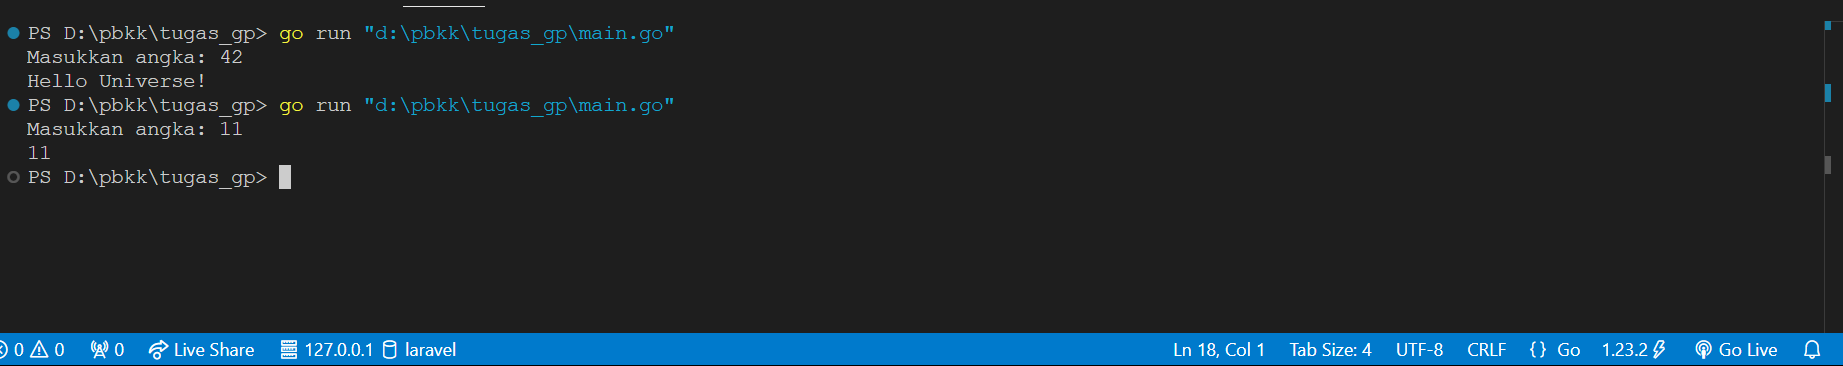 PS D:\pbkk\tugas_gp> go run "d:\pbkk\tugas_gp\main.go"
Masukkan angka: 42
Hello Universe!
PS D:\pbkk\tugas_gp> go run "d:\pbkk\tugas_gp\main.go"
Masukkan angka: 11
11
PS D:\pbkk\tugas_gp>
0 0 0 Live Share 127.0.0.1 laravel Ln 18, Col 1 Tab Size: 4 UTF-8 CRLF {} Go 1.23.2 Go Live